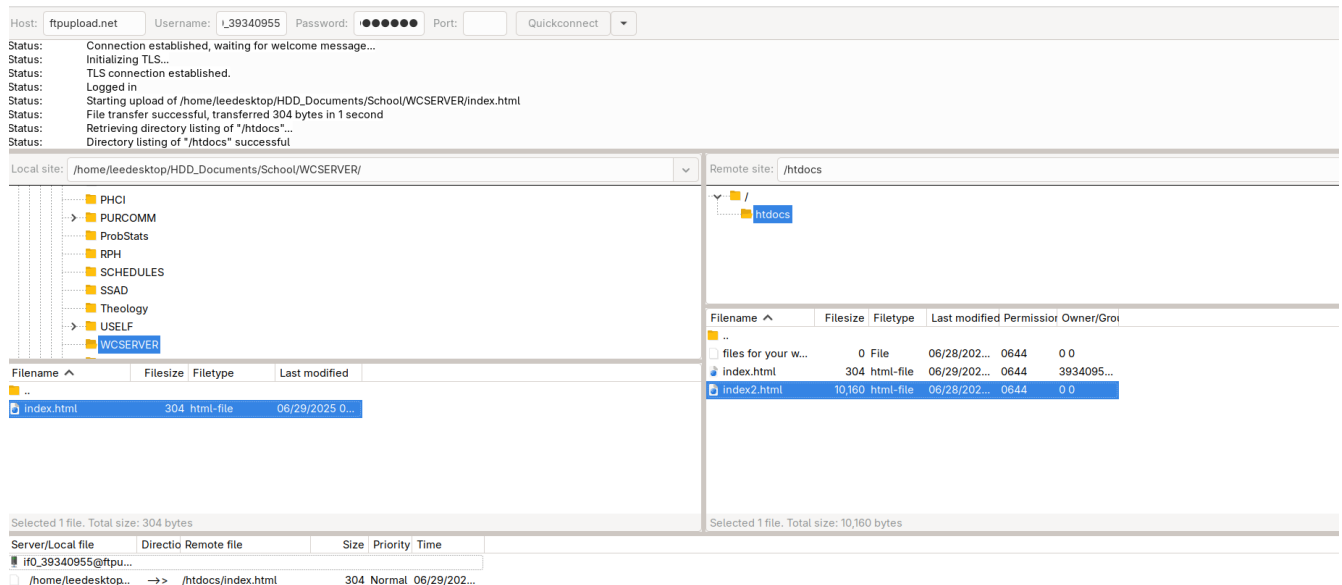 Host: ftpupload.net Username: _39340955 Password: ●●●●●● Port: Quickconnect
Status: Connection established, waiting for welcome message...
Status: Initializing TLS...
Status: TLS connection established.
Status: Logged in
Status: Starting upload of /home/leedesktop/HDD_Documents/School/WCSERVER/index.html
Status: File transfer successful, transferred 304 bytes in 1 second
Status: Retrieving directory listing of "/htdocs"...
Status: Directory listing of "/htdocs" successful
Local site: /home/leedesktop/HDD_Documents/School/WCSERVER/
PHCI
PURCOMM
ProbStats
RPH
SCHEDULES
SSAD
Theology
USELF
WCSERVER
Filename Filesize Filetype Last modified
..
index.html 304 html-file 06/29/2025 0...
Selected 1 file. Total size: 304 bytes
Remote site: /htdocs
/
htdocs
Filename Filesize Filetype Last modified Permission Owner/Grou
..
files for your w... 0 File 06/28/202... 0644 0 0
index.html 304 html-file 06/29/202... 0644 3934095...
index2.html 10,160 html-file 06/28/202... 0644 0 0
Selected 1 file. Total size: 10,160 bytes
Server/Local file Directio Remote file Size Priority Time
if0_39340955@ftpu...
/home/leedesktop... -->> /htdocs/index.html 304 Normal 06/29/202...